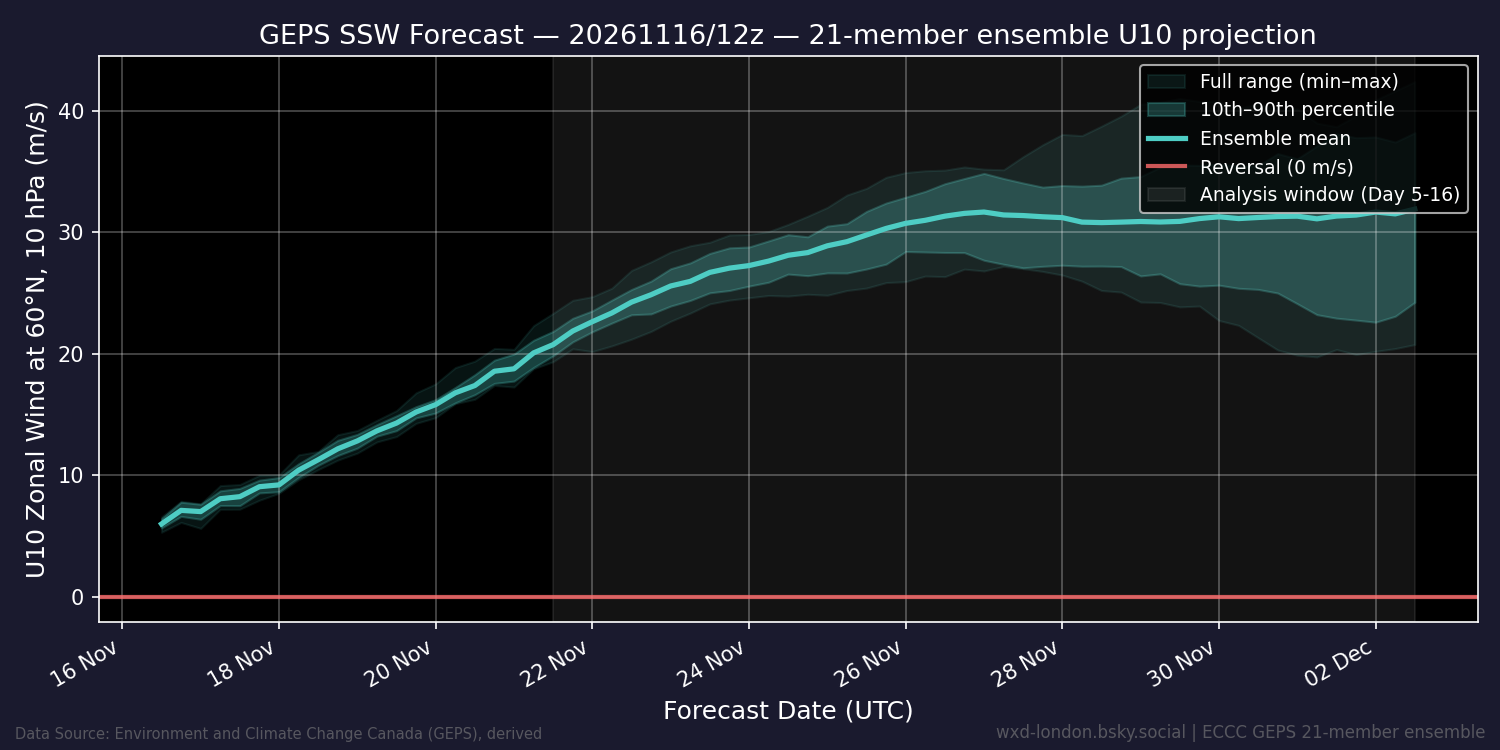 GEPS SSW Forecast — 20261116/12z — 21-member ensemble U10 projection
Full range (min–max)
10th–90th percentile
Ensemble mean
Reversal (0 m/s)
Analysis window (Day 5-16)
U10 Zonal Wind at 60°N, 10 hPa (m/s)
40
30
20
10
0
16 Nov
18 Nov
20 Nov
22 Nov
24 Nov
26 Nov
28 Nov
30 Nov
02 Dec
Forecast Date (UTC)
Data Source: Environment and Climate Change Canada (GEPS), derived
wxd-london.bsky.social | ECCC GEPS 21-member ensemble